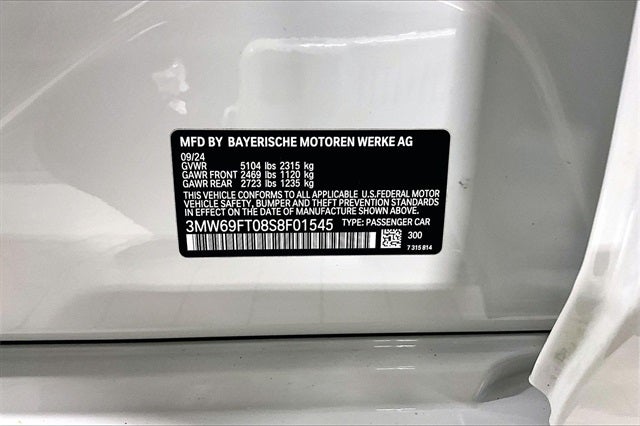 MFD BY BAYERISCHE MOTOREN WERKE AG
09/24
GVWR 5104 lbs 2315 kg
GAWR FRONT 2469 lbs 1120 kg
GAWR REAR 2723 lbs 1235 kg
THIS VEHICLE CONFORMS TO ALL APPLICABLE U.S.FEDERAL MOTOR
VEHICLE SAFETY, BUMPER, AND THEFT PREVENTION STANDARDS
IN EFFECT ON THE DATE OF MANUFACTURE SHOWN ABOVE.
3MW69FT08S8F01545 TYPE: PASSENGER CAR
300
7 315 814